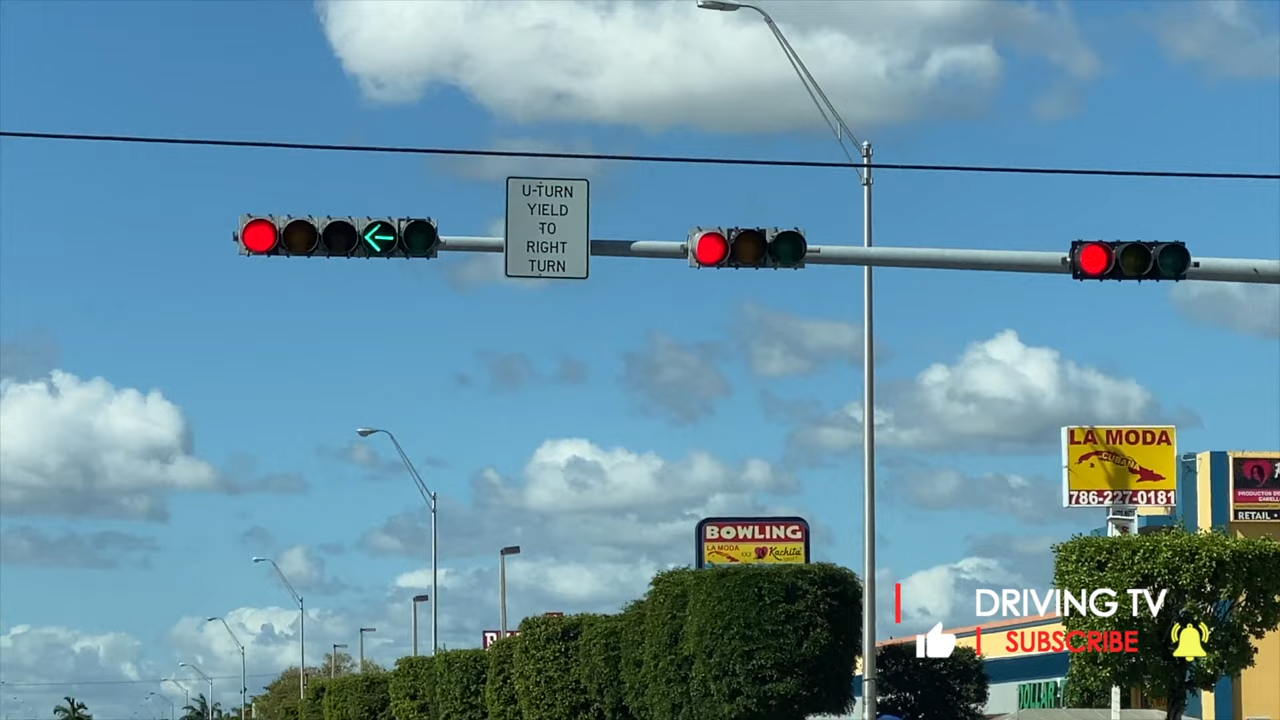 U-TURN
YIELD
TO
RIGHT
TURN
LA MODA
CUBANA
786-227-0181
RETAIL
BOWLING
LA MODA
Kachita
DRIVING TV
SUBSCRIBE
DOLLAR